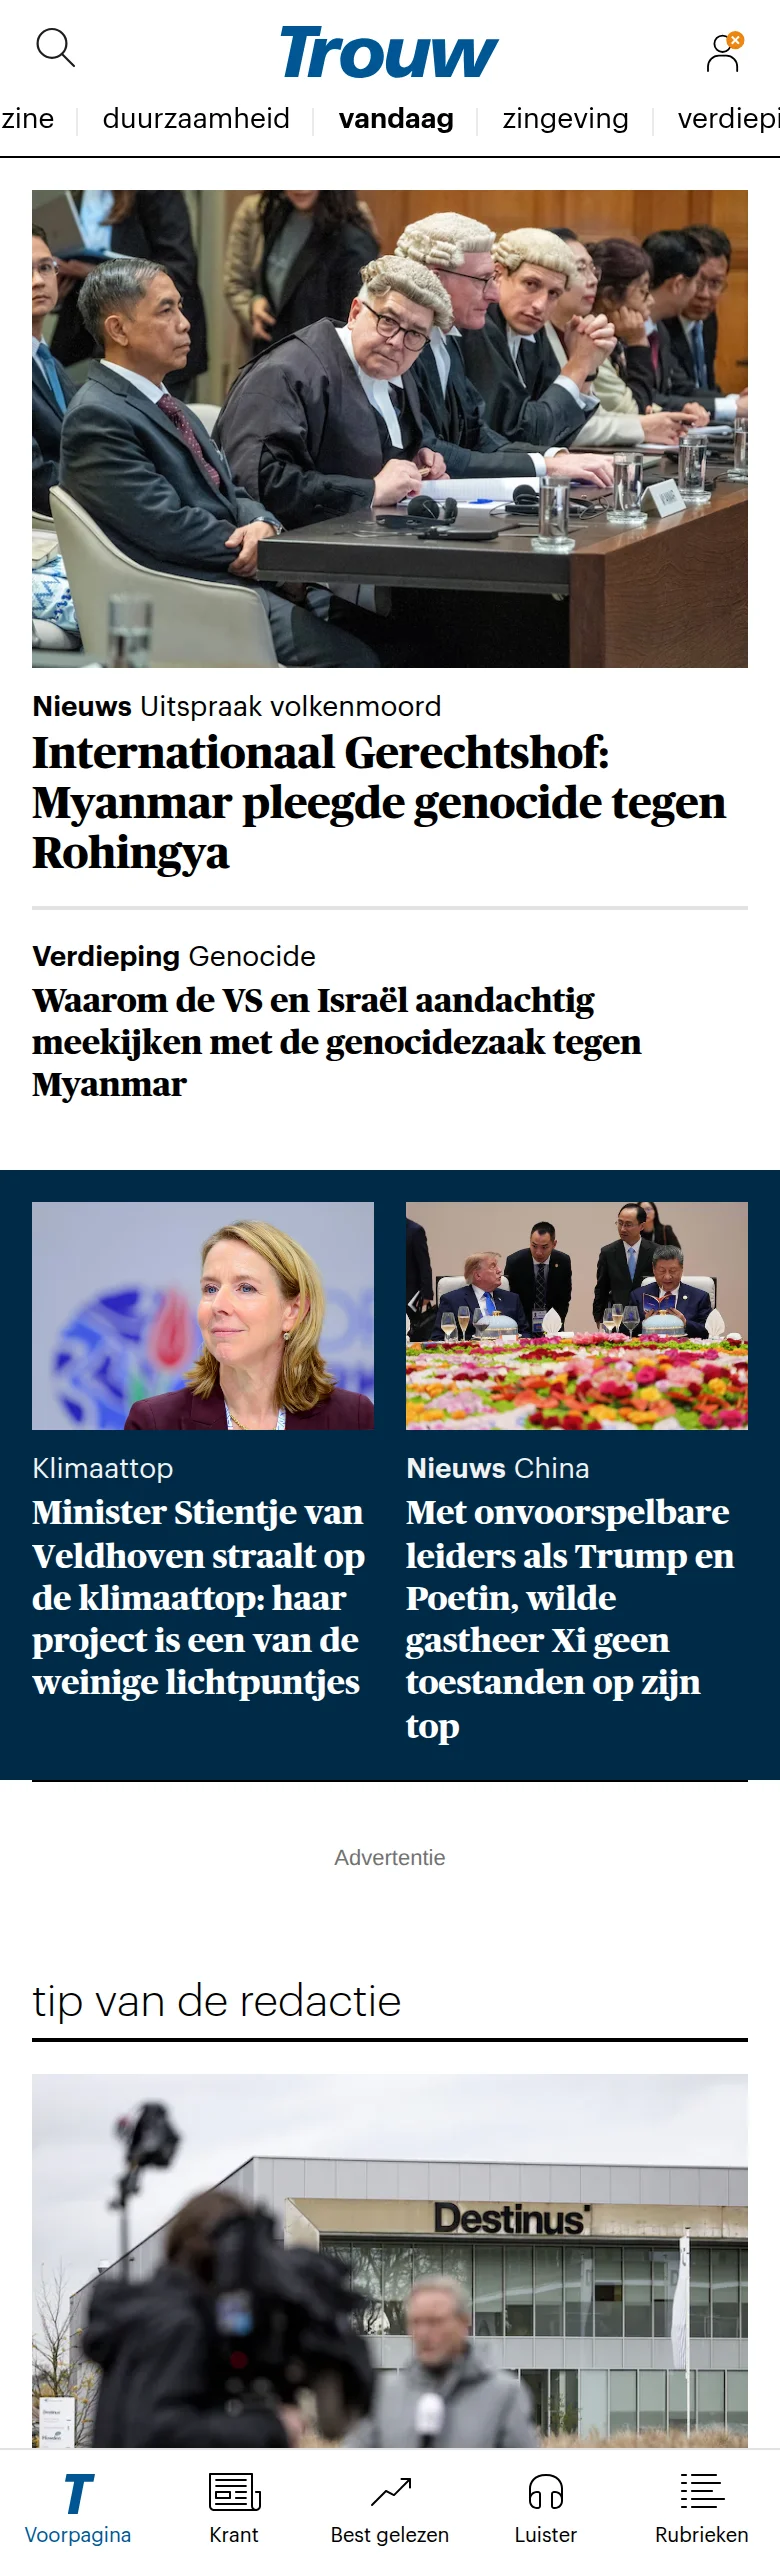 Trouw
zine
duurzaamheid
vandaag
zingeving
verdiepi
Nieuws Uitspraak volkenmoord
Internationaal Gerechtshof:
Myanmar pleegde genocide tegen
Rohingya
Verdieping Genocide
Waarom de VS en Israël aandachtig
meekijken met de genocidezaak tegen
Myanmar
Klimaattop
Minister Stientje van
Veldhoven straalt op
de klimaattop: haar
project is een van de
weinige lichtpuntjes
Nieuws China
Met onvoorspelbare
leiders als Trump en
Poetin, wilde
gastheer Xi geen
toestanden op zijn
top
Advertentie
tip van de redactie
Destinus
Destinus
T
Voorpagina
Krant
Best gelezen
Luister
Rubrieken